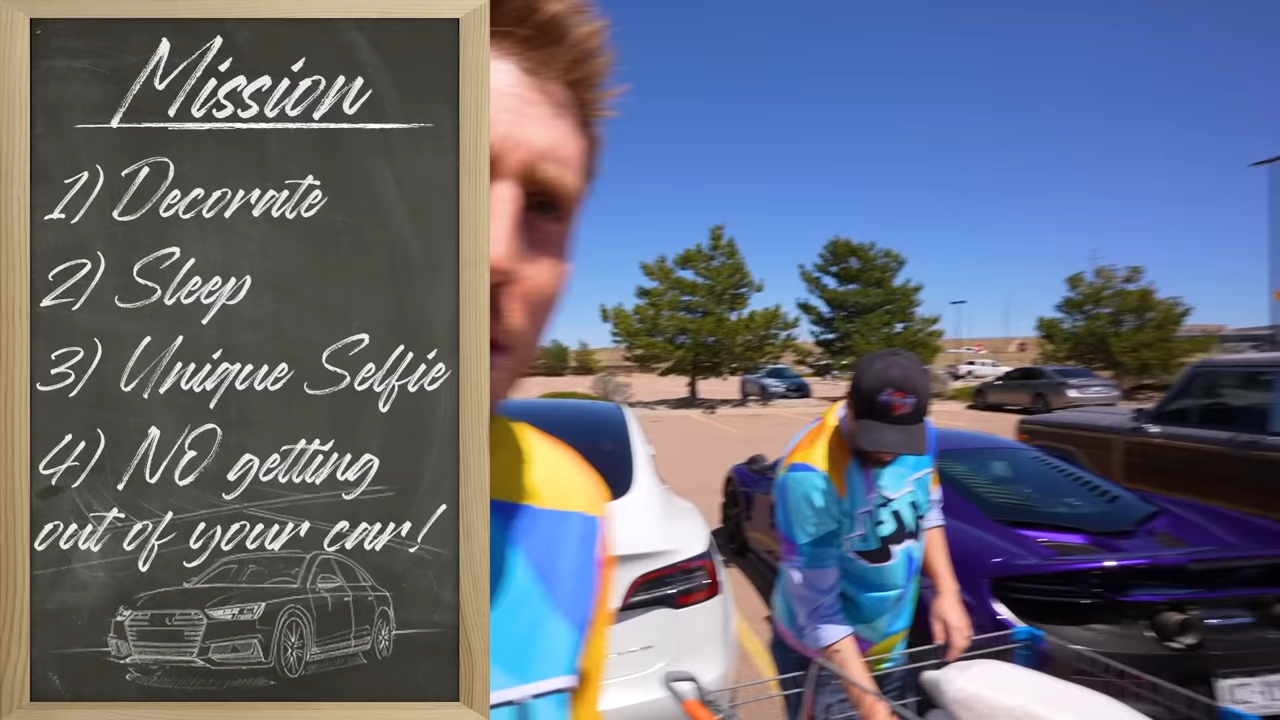 Mission
1) Decorate
2) Sleep
3) Unique Selfie
4) NO getting
out of your car!